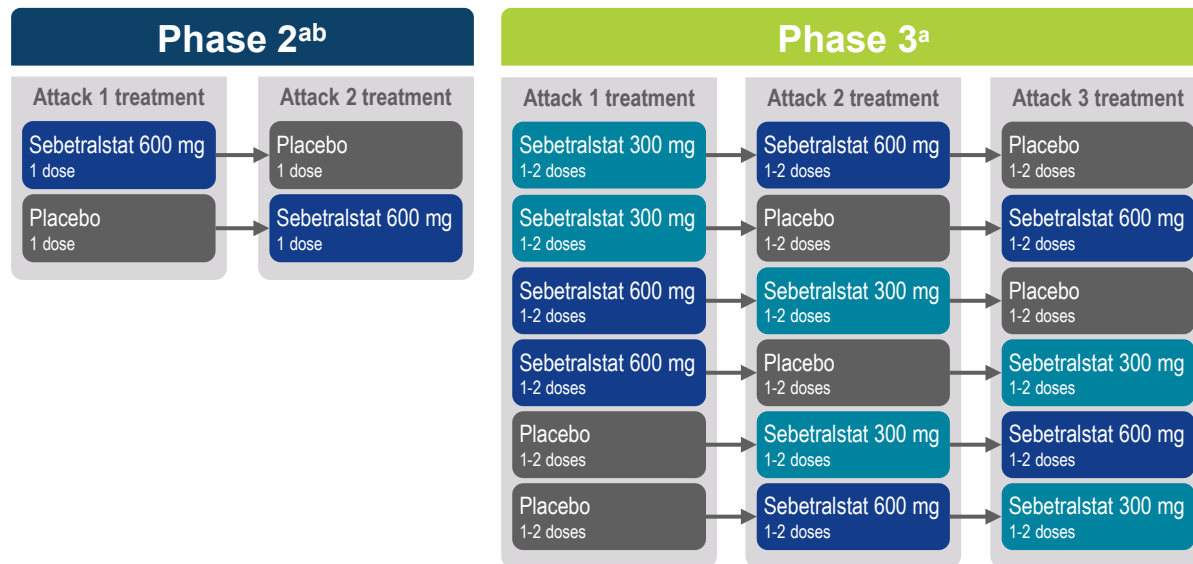 Phase 2ab
Attack 1 treatment
Attack 2 treatment
Sebetralstat 600 mg
1 dose
Placebo
1 dose
Placebo
1 dose
Sebetralstat 600 mg
1 dose
Phase 3a
Attack 1 treatment
Attack 2 treatment
Attack 3 treatment
Sebetralstat 300 mg
1-2 doses
Sebetralstat 600 mg
1-2 doses
Placebo
1-2 doses
Sebetralstat 300 mg
1-2 doses
Placebo
1-2 doses
Sebetralstat 600 mg
1-2 doses
Sebetralstat 600 mg
1-2 doses
Sebetralstat 300 mg
1-2 doses
Placebo
1-2 doses
Sebetralstat 600 mg
1-2 doses
Placebo
1-2 doses
Sebetralstat 300 mg
1-2 doses
Placebo
1-2 doses
Sebetralstat 300 mg
1-2 doses
Sebetralstat 600 mg
1-2 doses
Placebo
1-2 doses
Sebetralstat 600 mg
1-2 doses
Sebetralstat 300 mg
1-2 doses